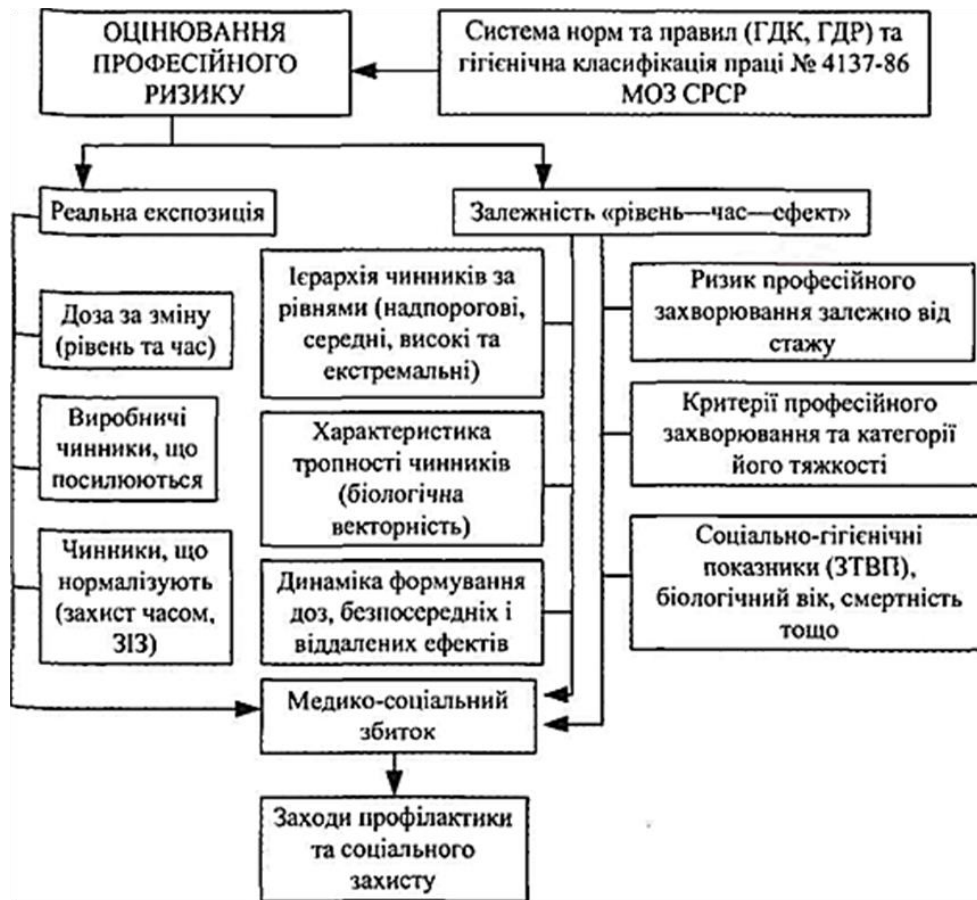 ОЦІНЮВАННЯ
ПРОФЕСІЙНОГО
РИЗИКУ
Система норм та правил (ГДК, ГДР) та
гігієнічна класифікація праці № 4137-86
МОЗ СРСР
Реальна експозиція
Залежність «рівень—час—ефект»
Доза за зміну
(рівень та час)
Виробничі
чинники, що
посилюються
Чинники, що
нормалізують
(захист часом,
ЗІЗ)
Ієрархія чинників за
рівнями (надпорогові,
середні, високі та
екстремальні)
Характеристика
тропності чинників
(біологічна
векторність)
Динаміка формування
доз, безпосередніх і
віддалених ефектів
Ризик професійного
захворювання залежно від
стажу
Критерії професійного
захворювання та категорії
його тяжкості
Соціально-гігієнічні
показники (ЗТВП),
біологічний вік, смертність
тощо
Медико-соціальний
збиток
Заходи профілактики
та соціального
захисту